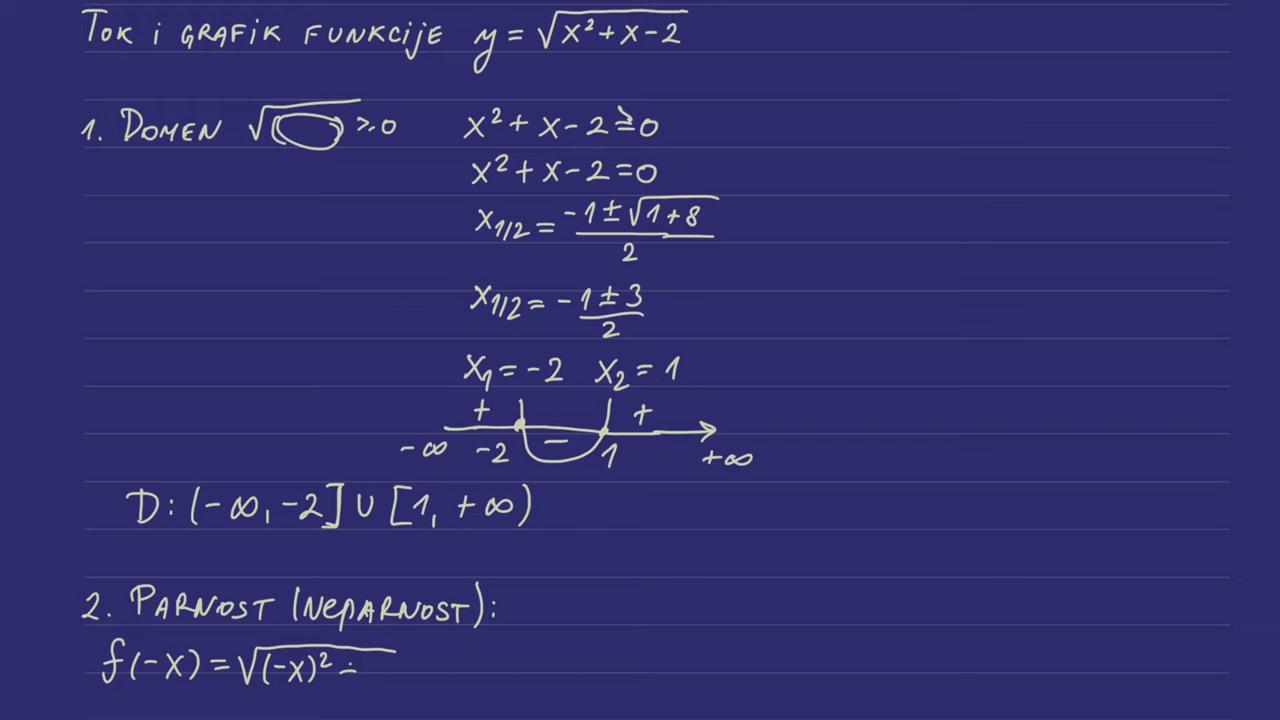 Tok i grafik funkcije y = √(x² + x - 2)
1. Domen √( ) ≥ 0 x² + x - 2 ≥ 0
x² + x - 2 = 0
x1/2 = (-1 ± √(1 + 8)) / 2
x1/2 = (-1 ± 3) / 2
x₁ = -2 x₂ = 1
+ - +
-∞ -2 1 +∞
D: (-∞, -2] ∪ [1, +∞)
2. Parnost (neparnost):
f(-x) = √((-x)² ÷